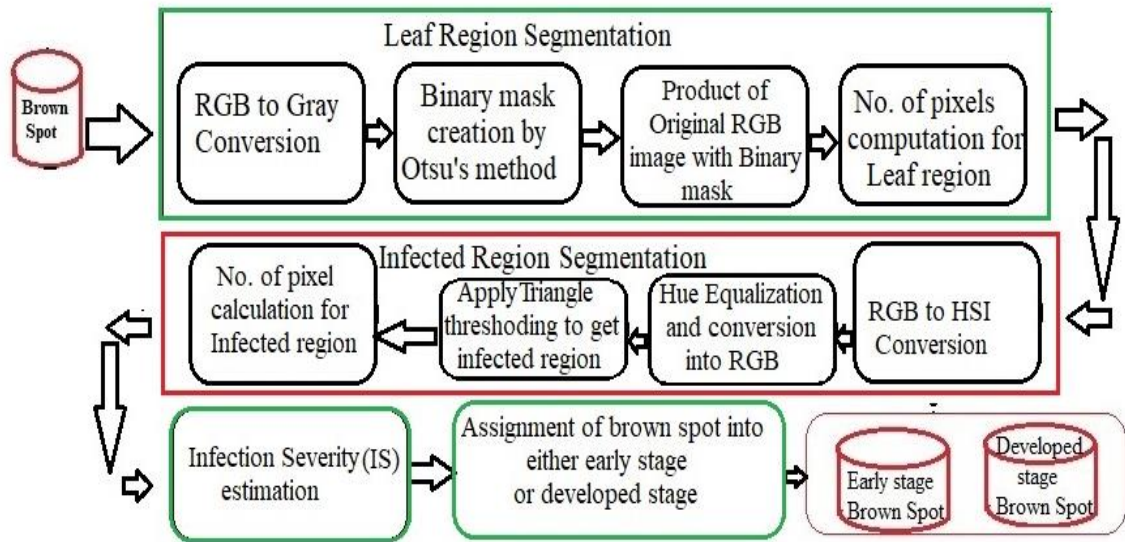 Brown
Spot
Leaf Region Segmentation
RGB to Gray
Conversion
Binary mask
creation by
Otsu's method
Product of
Original RGB
image with Binary
mask
No. of pixels
computation for
Leaf region
Infected Region Segmentation
RGB to HSI
Conversion
Hue Equalization
and conversion
into RGB
Apply Triangle
threshoding to get
infected region
No. of pixel
calculation for
Infected region
Infection Severity (IS)
estimation
Assignment of brown spot into
either early stage
or developed stage
Early stage
Brown Spot
Developed
stage
Brown Spot